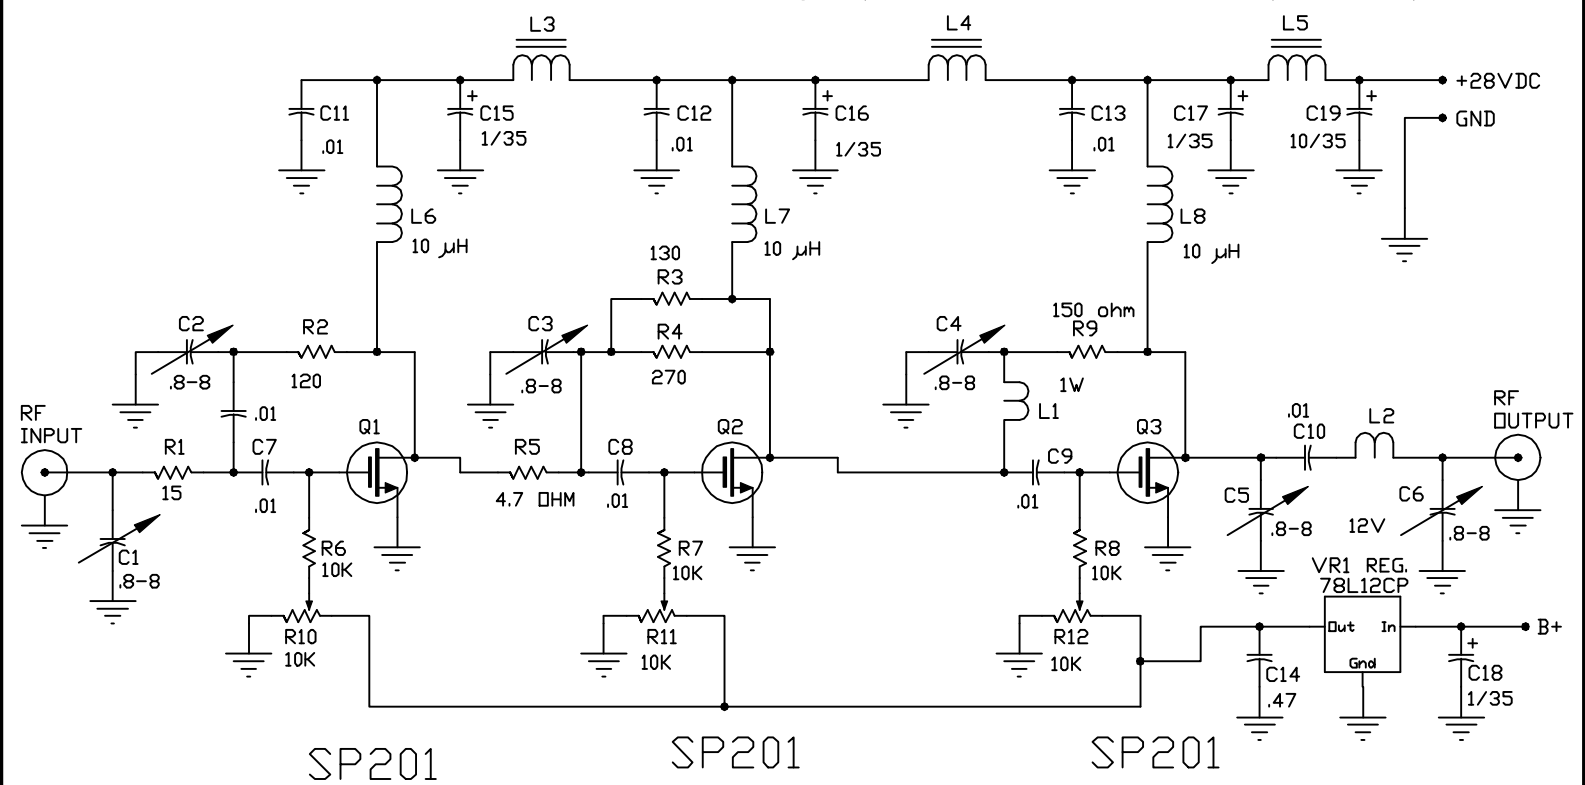 L3
L4
L5
+28VDC
GND
C11
.01
C15
+
1/35
C12
.01
C16
+
1/35
C13
.01
C17
+
1/35
C19
+
10/35
L6
10 µH
L7
10 µH
L8
10 µH
130
R3
R4
270
C2
.8-8
R2
120
C3
.8-8
C4
.8-8
150 ohm
R9
1W
L1
RF
INPUT
R1
15
.01
C7
.01
Q1
R5
4.7 OHM
C8
.01
Q2
C9
.01
Q3
.01
C10
L2
RF
OUTPUT
C1
.8-8
C5
.8-8
C6
.8-8
12V
R6
10K
R7
10K
R8
10K
R10
10K
R11
10K
R12
10K
VR1 REG.
78L12CP
Out In
Gnd
B+
C14
.47
+
C18
1/35
SP201
SP201
SP201